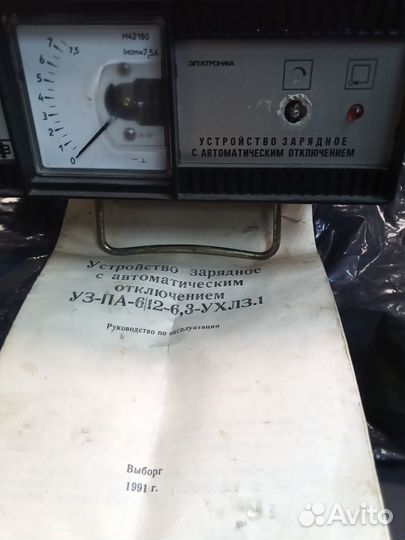 7
7,5
6
5
4
3
2
1
0
М42180
Iном=7,5А
ЭЛЕКТРОНИКА
УСТРОЙСТВО ЗАРЯДНОЕ
С АВТОМАТИЧЕСКИМ ОТКЛЮЧЕНИЕМ
Устройство зарядное
с автоматическим
отключением
УЗ-ПА-6/12-6,3-УХЛ3.1
Руководство по эксплуатации
Выборг
1991 г.
Avito